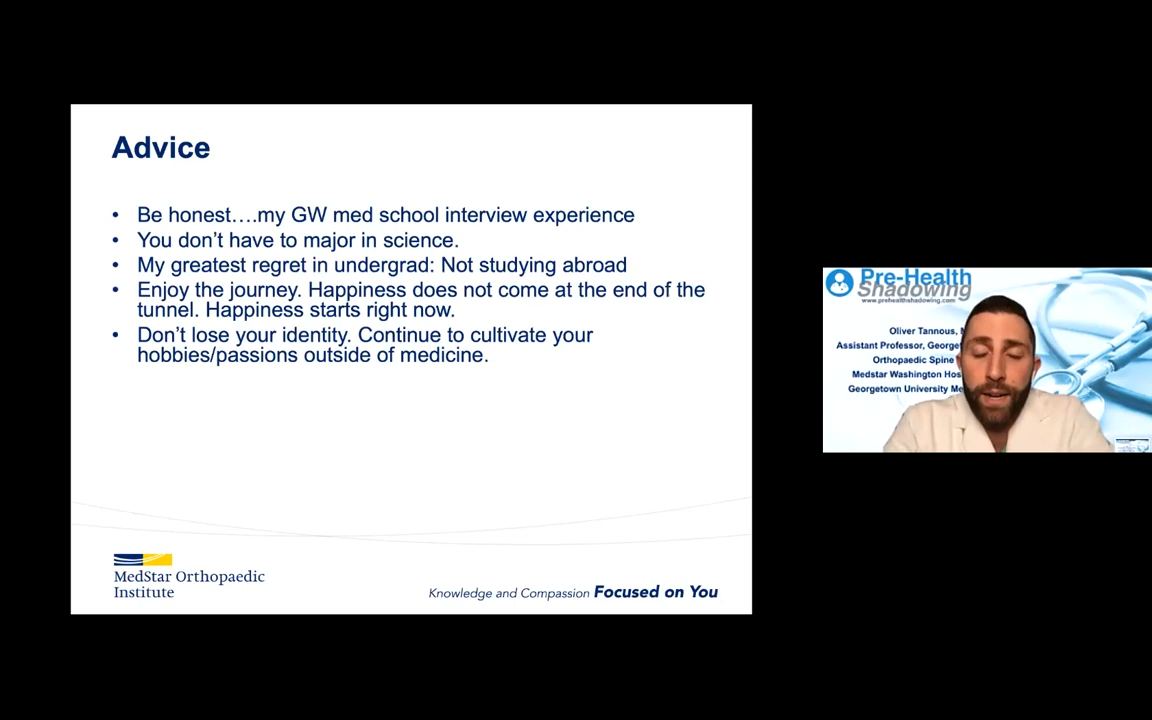 Advice
• Be honest….my GW med school interview experience
• You don’t have to major in science.
• My greatest regret in undergrad: Not studying abroad
• Enjoy the journey. Happiness does not come at the end of the
tunnel. Happiness starts right now.
• Don’t lose your identity. Continue to cultivate your
hobbies/passions outside of medicine.
MedStar Orthopaedic
Institute
Knowledge and Compassion Focused on You
Pre-Health
Shadowing
www.prehealthshadowing.com
Oliver Tannous,
Assistant Professor,
Orthopaedic Spine
Medstar Washington
Georgetown University